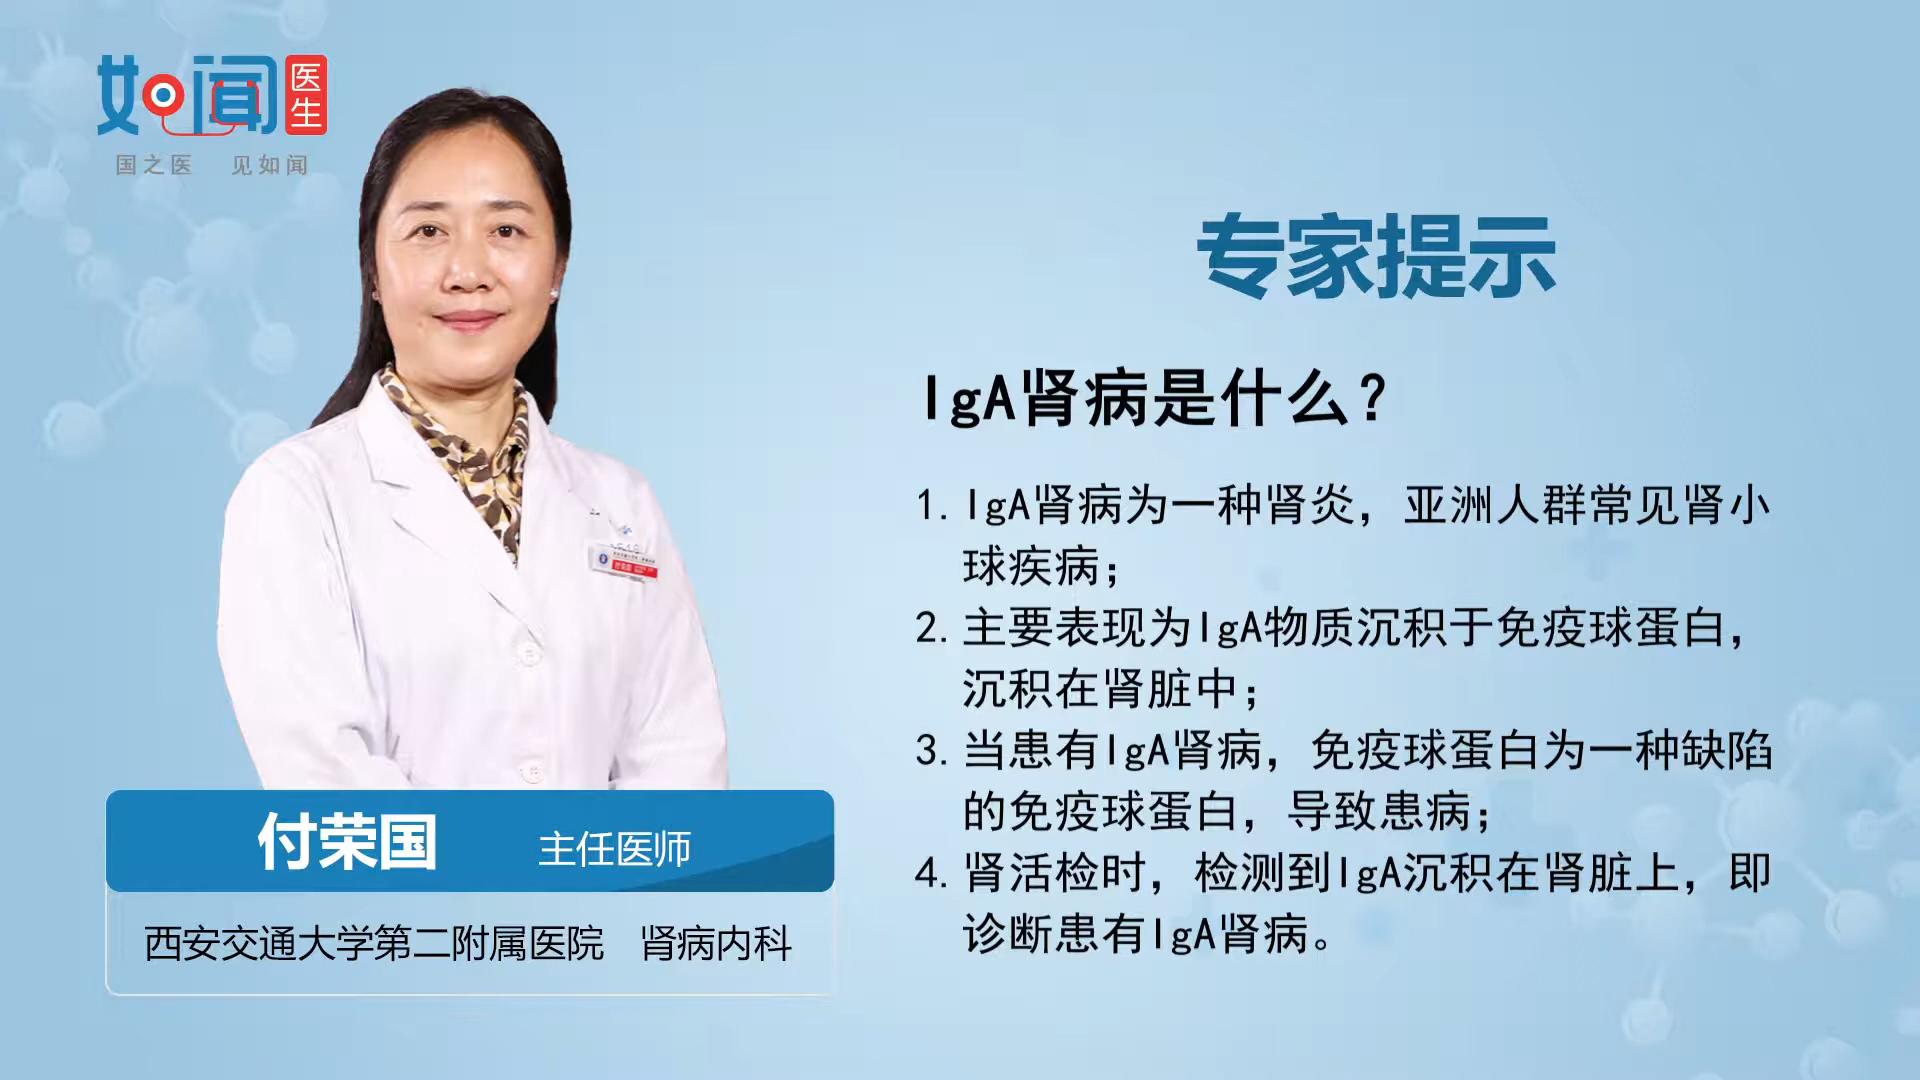 如闻医生
国之医 见如闻
专家提示
IgA肾病是什么？
1. IgA肾病为一种肾炎，亚洲人群常见肾小
球疾病；
2. 主要表现为IgA物质沉积于免疫球蛋白，
沉积在肾脏中；
3. 当患有IgA肾病，免疫球蛋白为一种缺陷
的免疫球蛋白，导致患病；
4. 肾活检时，检测到IgA沉积在肾脏上，即
诊断患有IgA肾病。
付荣国 主任医师
西安交通大学第二附属医院 肾病内科
付荣国